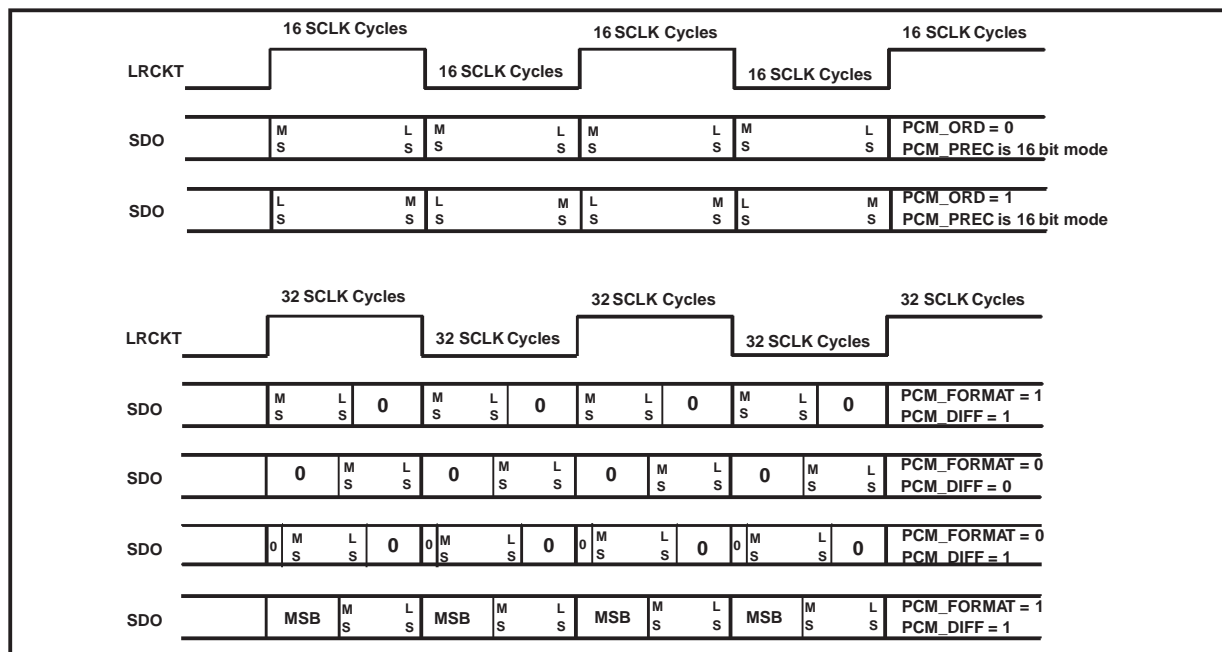 16 SCLK Cycles 16 SCLK Cycles 16 SCLK Cycles
LRCKT 16 SCLK Cycles 16 SCLK Cycles
SDO M L M L M L M L PCM_ORD = 0
S S S S S S S S PCM_PREC is 16 bit mode
SDO L M L M L M L M PCM_ORD = 1
S S S S S S S S PCM_PREC is 16 bit mode
32 SCLK Cycles 32 SCLK Cycles 32 SCLK Cycles
LRCKT 32 SCLK Cycles 32 SCLK Cycles
SDO M L 0 M L 0 M L 0 M L 0 PCM_FORMAT = 1
S S S S S S S S PCM_DIFF = 1
SDO 0 M L 0 M L 0 M L 0 M L PCM_FORMAT = 0
S S S S S S S S PCM_DIFF = 0
SDO 0 M L 0 0 M L 0 0 M L 0 0 M L 0 PCM_FORMAT = 0
S S S S S S S S PCM_DIFF = 1
SDO MSB M L MSB M L MSB M L MSB M L PCM_FORMAT = 1
S S S S S S S S PCM_DIFF = 1